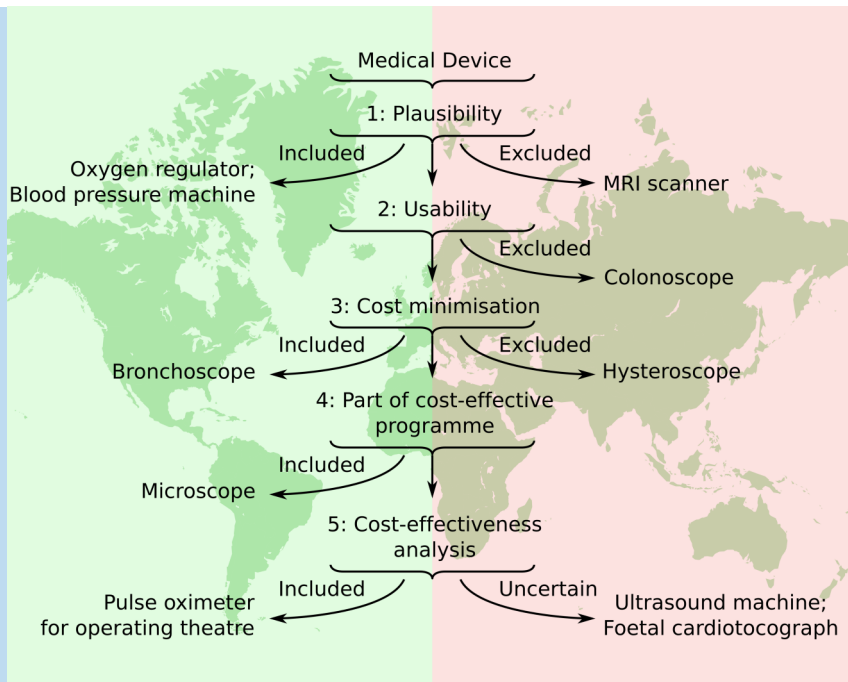 Medical Device
1: Plausibility
Included
Excluded
Oxygen regulator;
Blood pressure machine
MRI scanner
2: Usability
Excluded
Colonoscope
3: Cost minimisation
Included
Excluded
Bronchoscope
Hysteroscope
4: Part of cost-effective
programme
Included
Microscope
5: Cost-effectiveness
analysis
Included
Uncertain
Pulse oximeter
for operating theatre
Ultrasound machine;
Foetal cardiotocograph